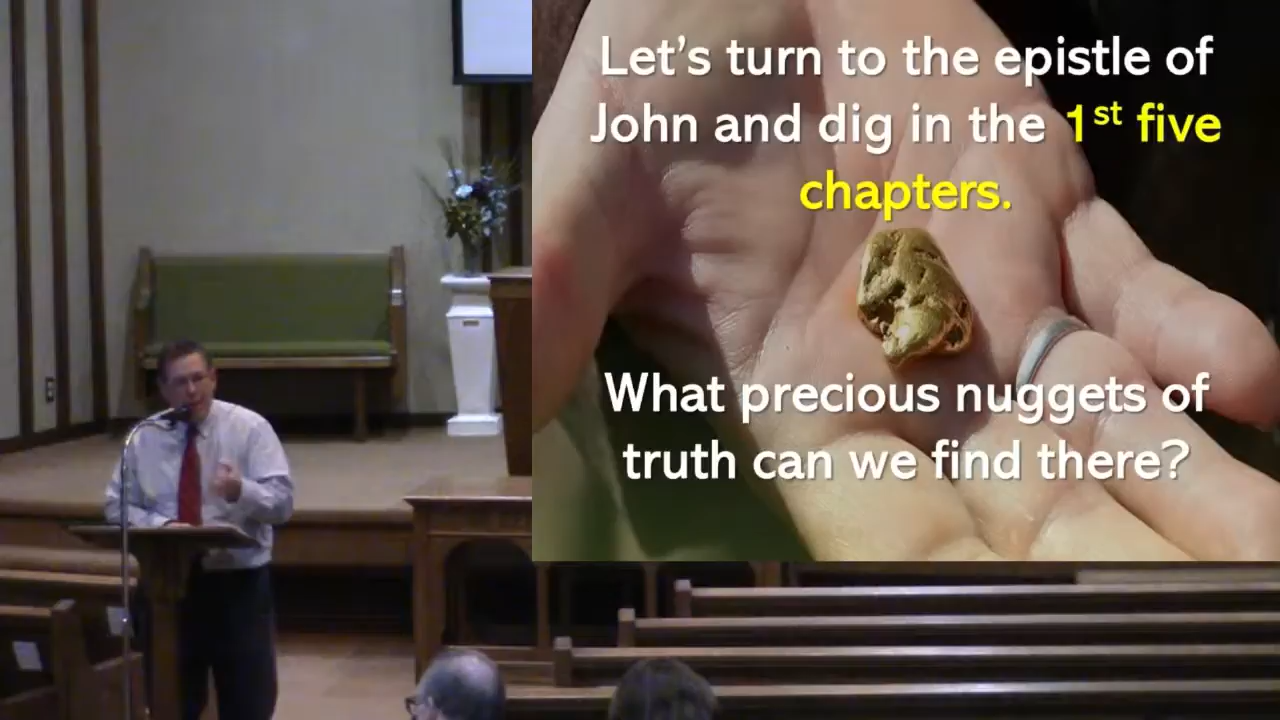 Let's turn to the epistle of
John and dig in the 1st five
chapters.
What precious nuggets of
truth can we find there?